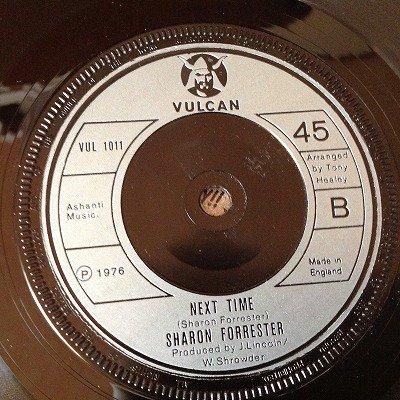 VULCAN
VUL 1011
45
Arranged
by Tony
Healey
Ashanti
Music.
B
℗ 1976
Made in
England
NEXT TIME
(Sharon Forrester)
SHARON FORRESTER
Produced by J. Lincoln/
W. Shrowder